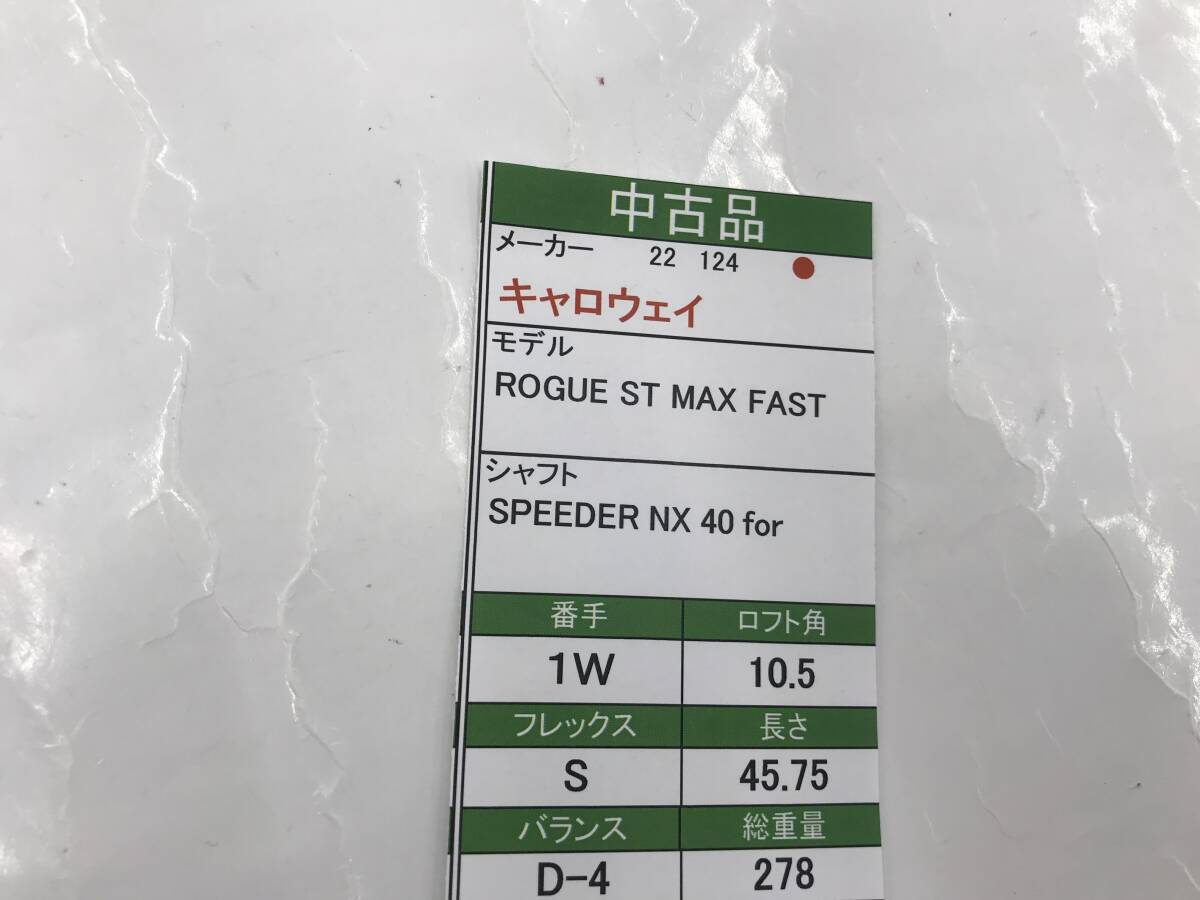 中古品
メーカー 22 124
キャロウェイ
モデル
ROGUE ST MAX FAST
シャフト
SPEEDER NX 40 for
番手 ロフト角
1W 10.5
フレックス 長さ
S 45.75
バランス 総重量
D-4 278